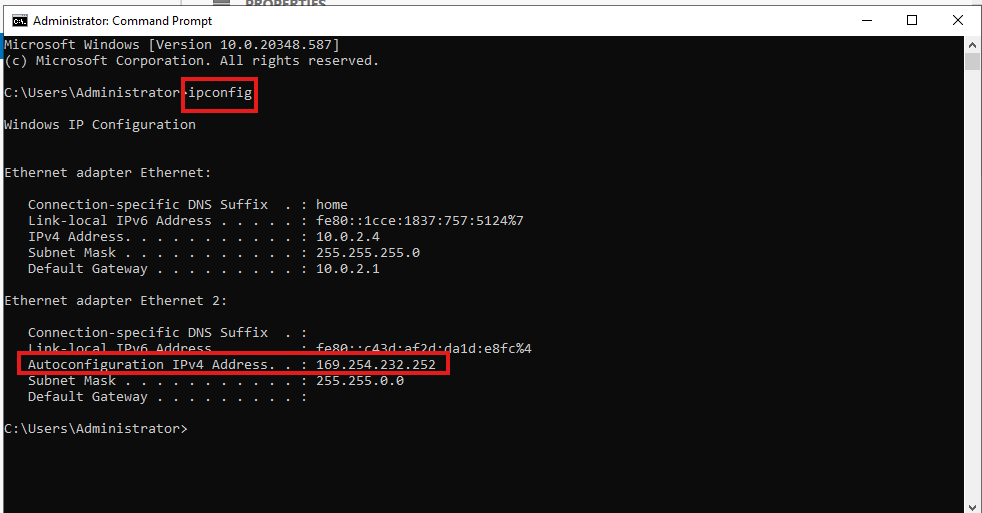 PROPERTIES
Administrator: Command Prompt
Microsoft Windows [Version 10.0.20348.587]
(c) Microsoft Corporation. All rights reserved.
C:\Users\Administrator>ipconfig
Windows IP Configuration
Ethernet adapter Ethernet:
Connection-specific DNS Suffix  . : home
Link-local IPv6 Address . . . . . : fe80::1cce:1837:757:5124%7
IPv4 Address. . . . . . . . . . . : 10.0.2.4
Subnet Mask . . . . . . . . . . . : 255.255.255.0
Default Gateway . . . . . . . . . : 10.0.2.1
Ethernet adapter Ethernet 2:
Connection-specific DNS Suffix  . :
Link-local IPv6 Address . . . . . : fe80::c43d:af2d:da1d:e8fc%4
Autoconfiguration IPv4 Address. . : 169.254.232.252
Subnet Mask . . . . . . . . . . . : 255.255.0.0
Default Gateway . . . . . . . . . :
C:\Users\Administrator>